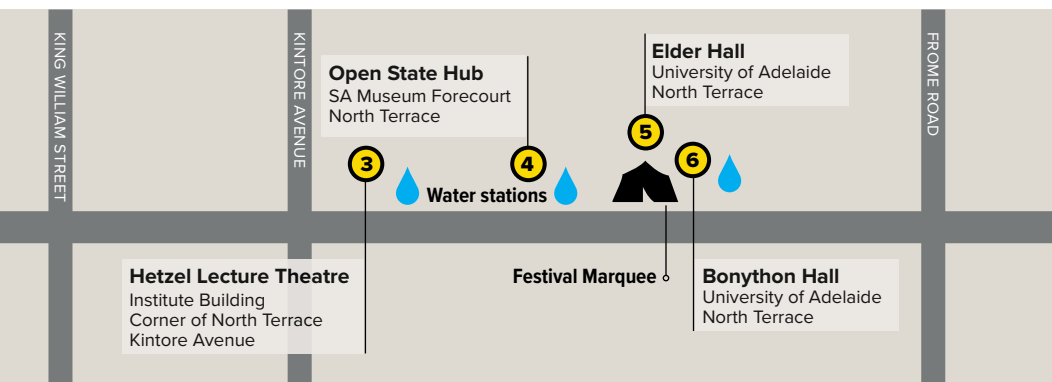 KING WILLIAM STREET
KINTORE AVENUE
FROME ROAD
Open State Hub
SA Museum Forecourt
North Terrace
Elder Hall
University of Adelaide
North Terrace
3
4
5
6
Water stations
Hetzel Lecture Theatre
Institute Building
Corner of North Terrace
Kintore Avenue
Festival Marquee
Bonython Hall
University of Adelaide
North Terrace